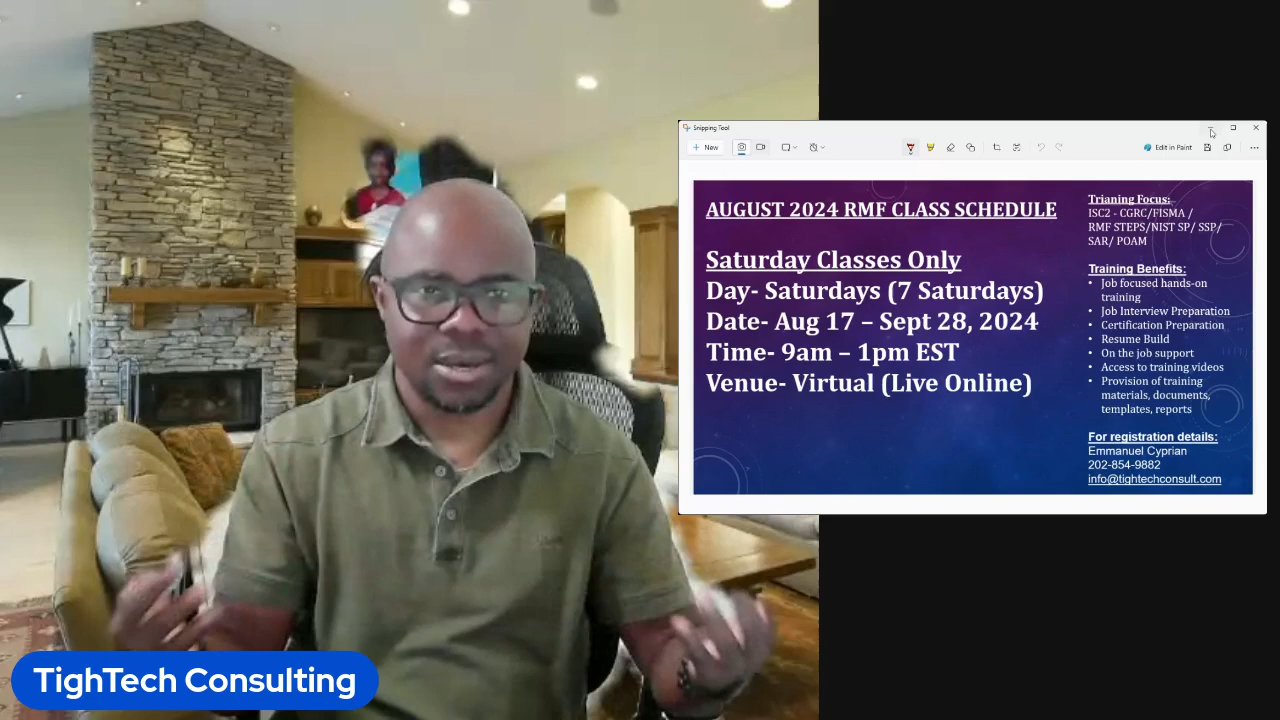 Snipping Tool
New
Edit in Paint
AUGUST 2024 RMF CLASS SCHEDULE
Saturday Classes Only
Day- Saturdays (7 Saturdays)
Date- Aug 17 – Sept 28, 2024
Time- 9am – 1pm EST
Venue- Virtual (Live Online)
Trianing Focus:
ISC2 - CGRC/FISMA /
RMF STEPS/NIST SP/ SSP/
SAR/ POAM
Training Benefits:
• Job focused hands-on
training
• Job Interview Preparation
• Certification Preparation
• Resume Build
• On the job support
• Access to training videos
• Provision of training
materials, documents,
templates, reports
For registration details:
Emmanuel Cyprian
202-854-9882
info@tightechconsult.com
TighTech Consulting